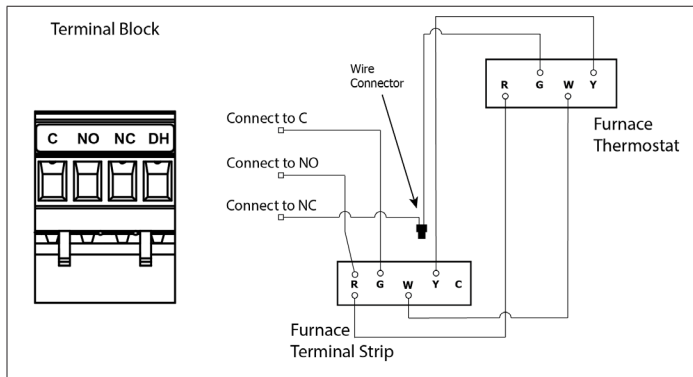 Terminal Block
C NO NC DH
Wire
Connector
Connect to C
Connect to NO
Connect to NC
R G W Y
Furnace
Thermostat
R G W Y C
Furnace
Terminal Strip